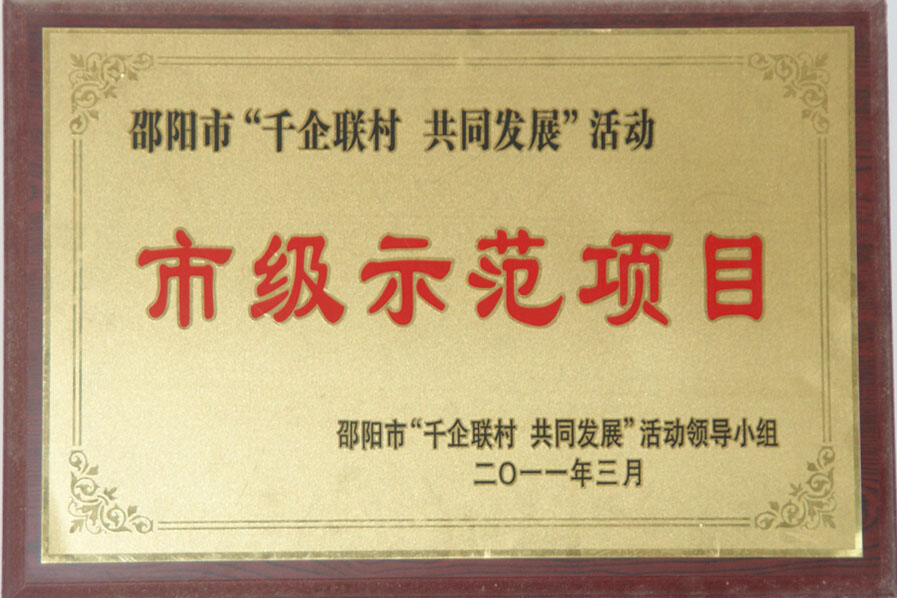 邵阳市“千企联村 共同发展”活动
市级示范项目
邵阳市“千企联村 共同发展”活动领导小组
二〇一一年三月